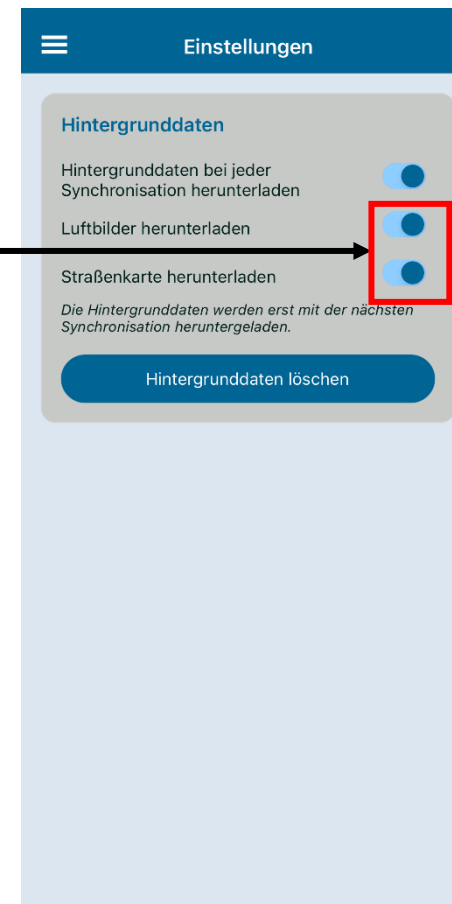 Einstellungen
Hintergrunddaten
Hintergrunddaten bei jeder
Synchronisation herunterladen
Luftbilder herunterladen
Straßenkarte herunterladen
Die Hintergrunddaten werden erst mit der nächsten
Synchronisation heruntergeladen.
Hintergrunddaten löschen